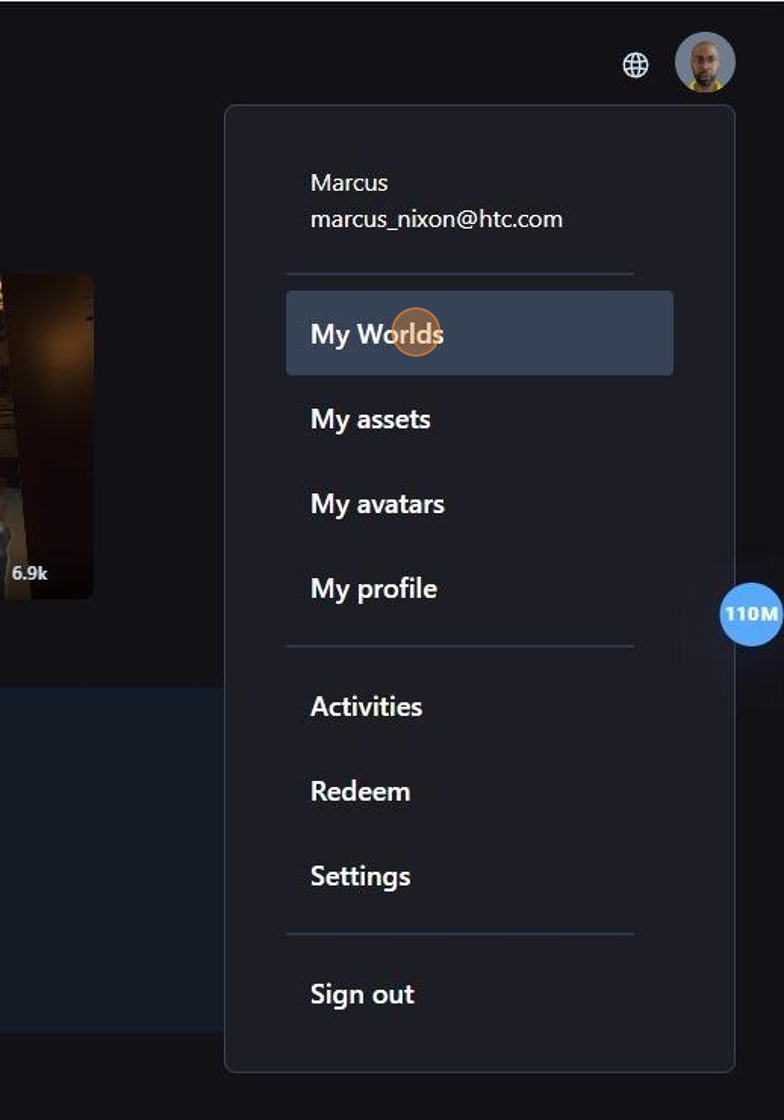 Marcus
marcus_nixon@htc.com
My Worlds
My assets
My avatars
6.9k
My profile
110M
Activities
Redeem
Settings
Sign out